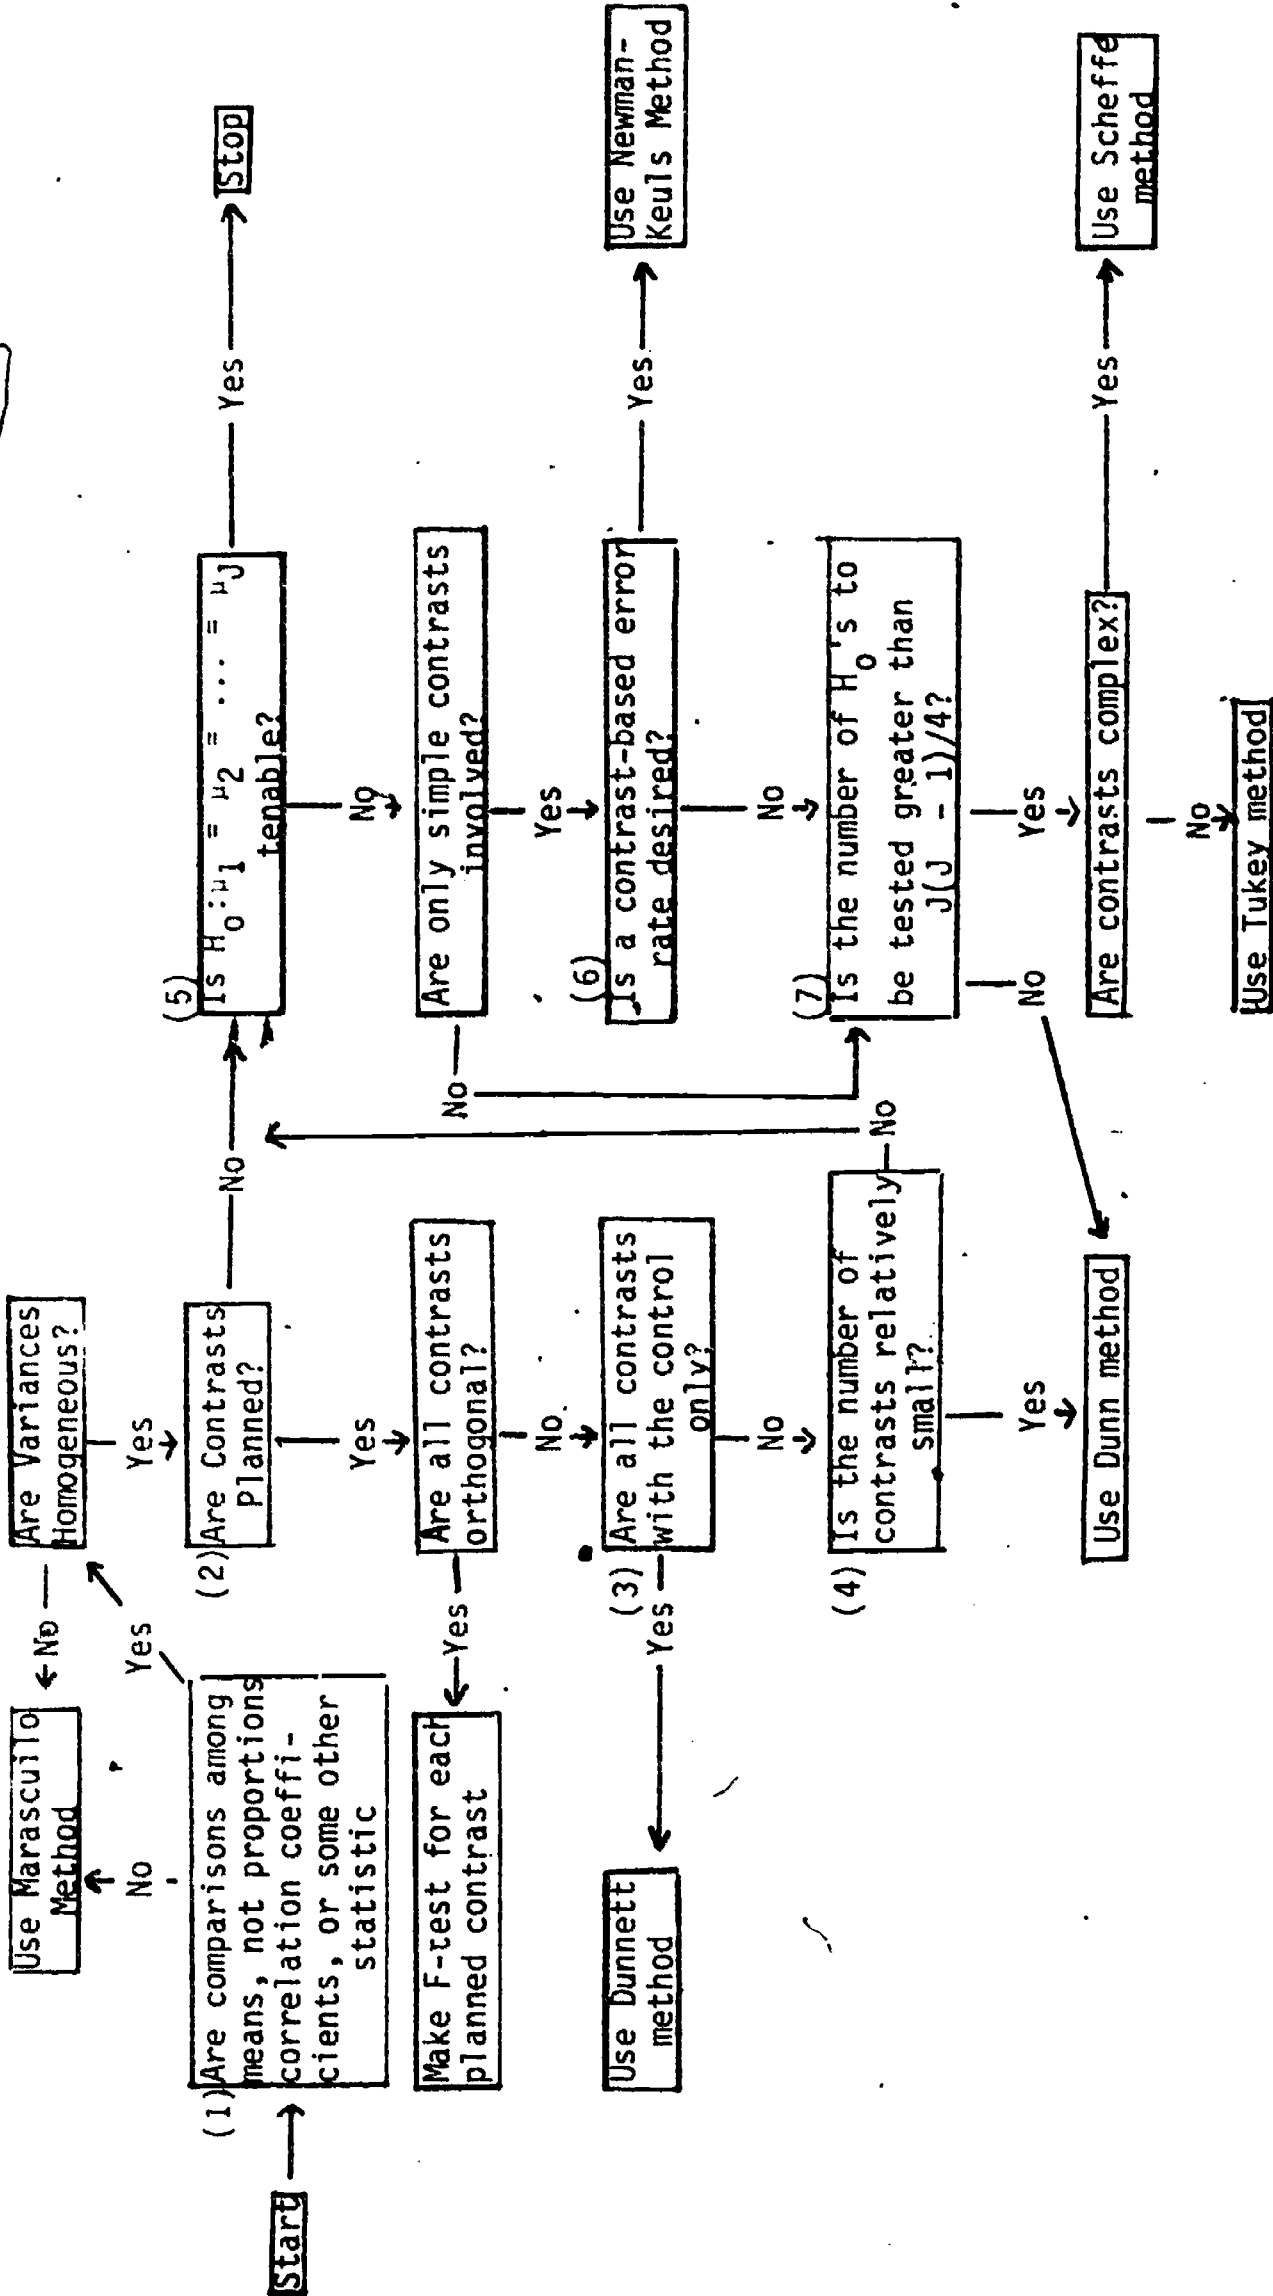 Start
(1)
Are comparisons among
means, not proportions
correlation coeffi-
cients, or some other
statistic
No
Use Marascuilo
Method
Yes
Are Variances
Homogeneous?
No
Yes
(2)
Are Contrasts
Planned?
No
Yes
Are all contrasts
orthogonal?
Yes
Make F-test for each
planned contrast
No
(3)
Are all contrasts
with the control
only?
Yes
Use Dunnett
method
No
(4)
Is the number of
contrasts relatively
small?
No
Yes
Use Dunn method
(5)
Is Ho:μ1 = μ2 = ... = μJ
tenable?
Yes
Stop
No
Are only simple contrasts
involved?
No
Yes
(6)
Is a contrast-based error
rate desired?
Yes
Use Newman-
Keuls Method
No
(7)
Is the number of Ho's to
be tested greater than
J(J - 1)/4?
No
Yes
Are contrasts complex?
Yes
Use Scheffe
method
No
Use Tukey method